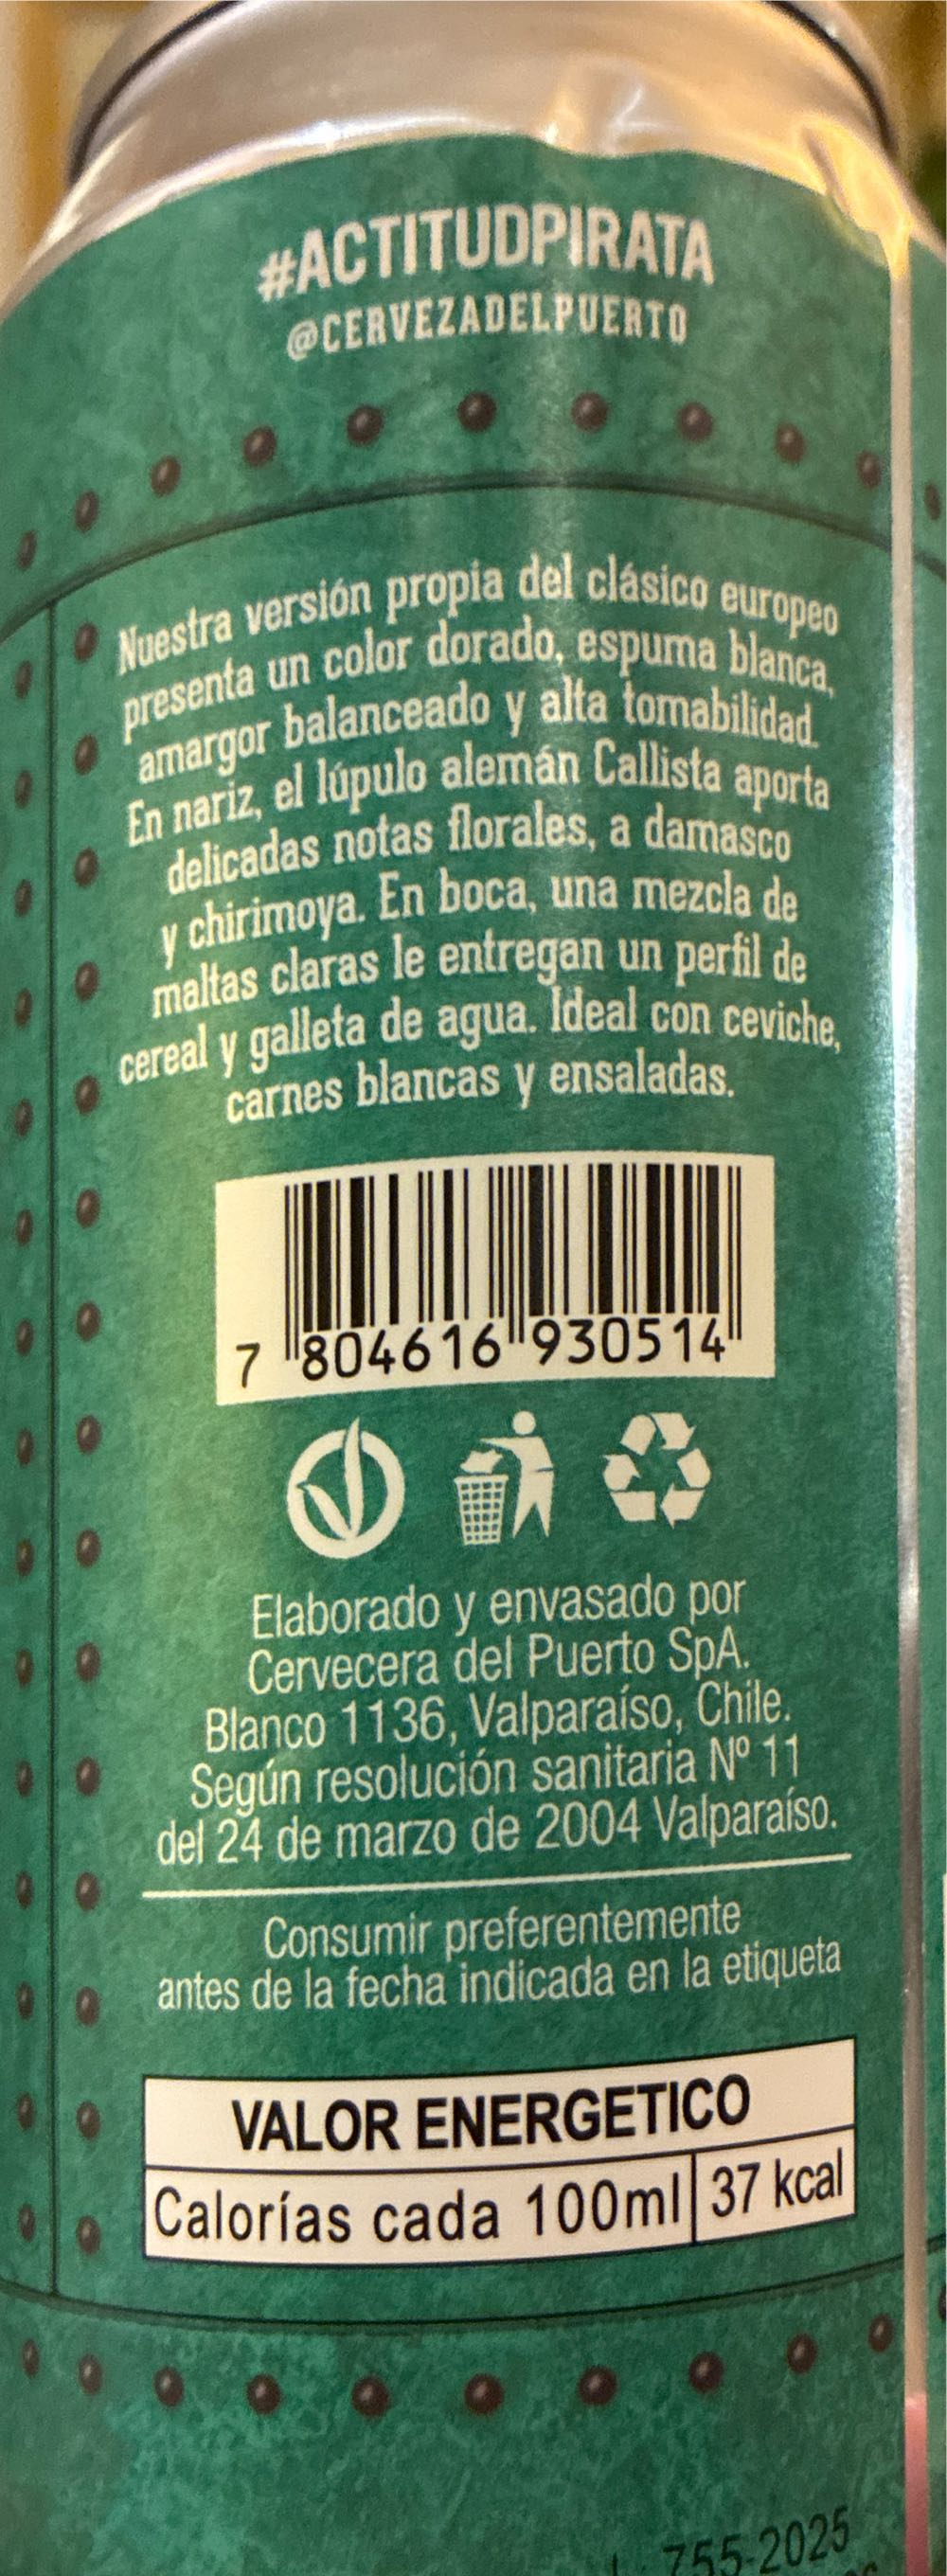 #ACTITUDPIRATA
@CERVEZADELPUERTO
Nuestra versión propia del clásico europeo
presenta un color dorado, espuma blanca,
amargor balanceado y alta tomabilidad.
En nariz, el lúpulo alemán Callista aporta
delicadas notas florales, a damasco
y chirimoya. En boca, una mezcla de
maltas claras le entregan un perfil de
cereal y galleta de agua. Ideal con ceviche,
carnes blancas y ensaladas.
7 804616 930514
Elaborado y envasado por
Cervecera del Puerto SpA.
Blanco 1136, Valparaíso, Chile.
Según resolución sanitaria Nº 11
del 24 de marzo de 2004 Valparaíso.
Consumir preferentemente
antes de la fecha indicada en la etiqueta
VALOR ENERGETICO
Calorías cada 100ml 37 kcal
755-2025